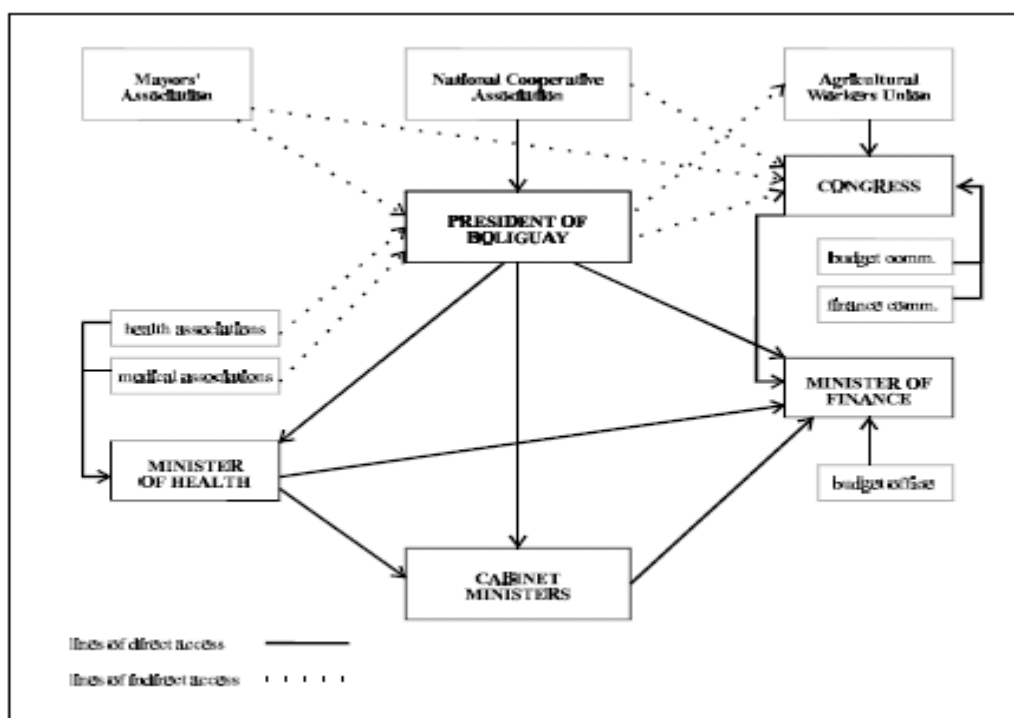 Mayors'
Association
National Cooperative
Association
Agricultural
Workers Union
CONGRESS
PRESIDENT OF
BOLIGUAY
budget comm.
finance comm.
health associations
medical associations
MINISTER OF
FINANCE
MINISTER
OF HEALTH
budget office
CABINET
MINISTERS
lines of direct access
lines of indirect access